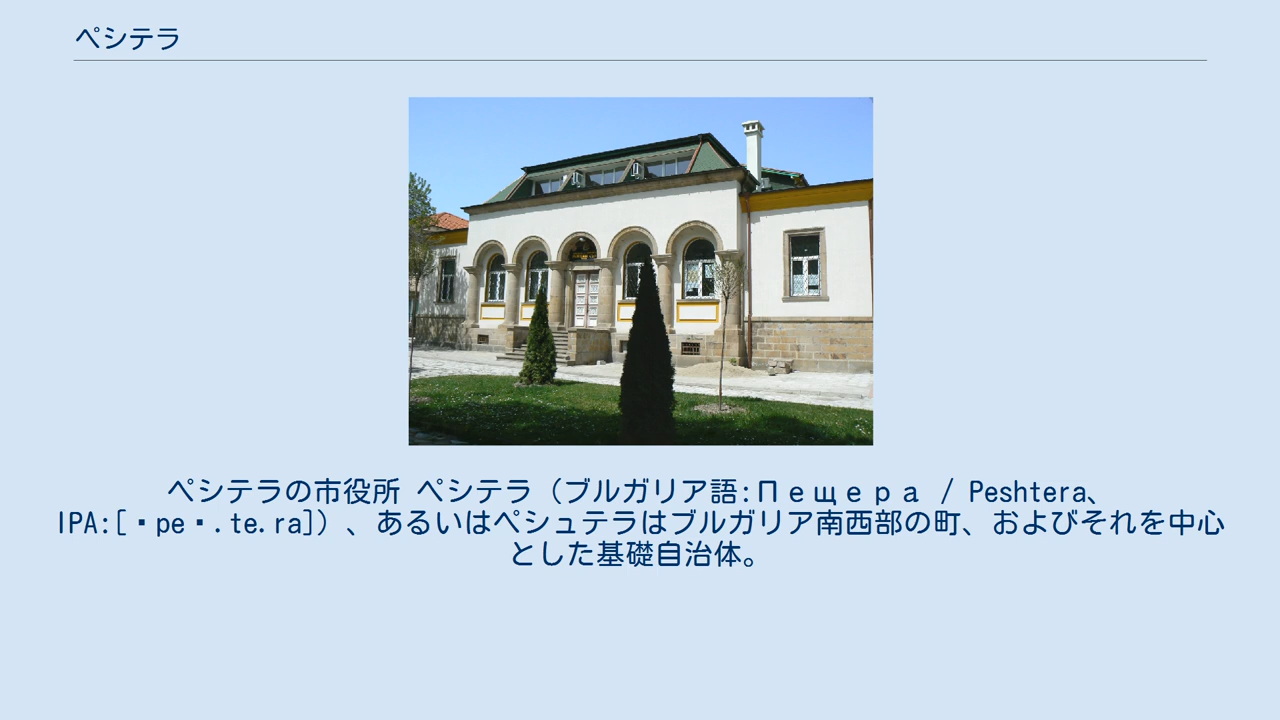 ペシテラ
ペシテラの市役所 ペシテラ（ブルガリア語:Пещера / Peshtera、
IPA:[▪pe▪.te.ra]）、あるいはペシュテラはブルガリア南西部の町、およびそれを中心
とした基礎自治体。